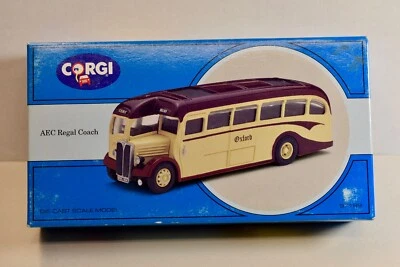 CORGI
AEC Regal Coach
Oxford
DIE-CAST SCALE MODEL